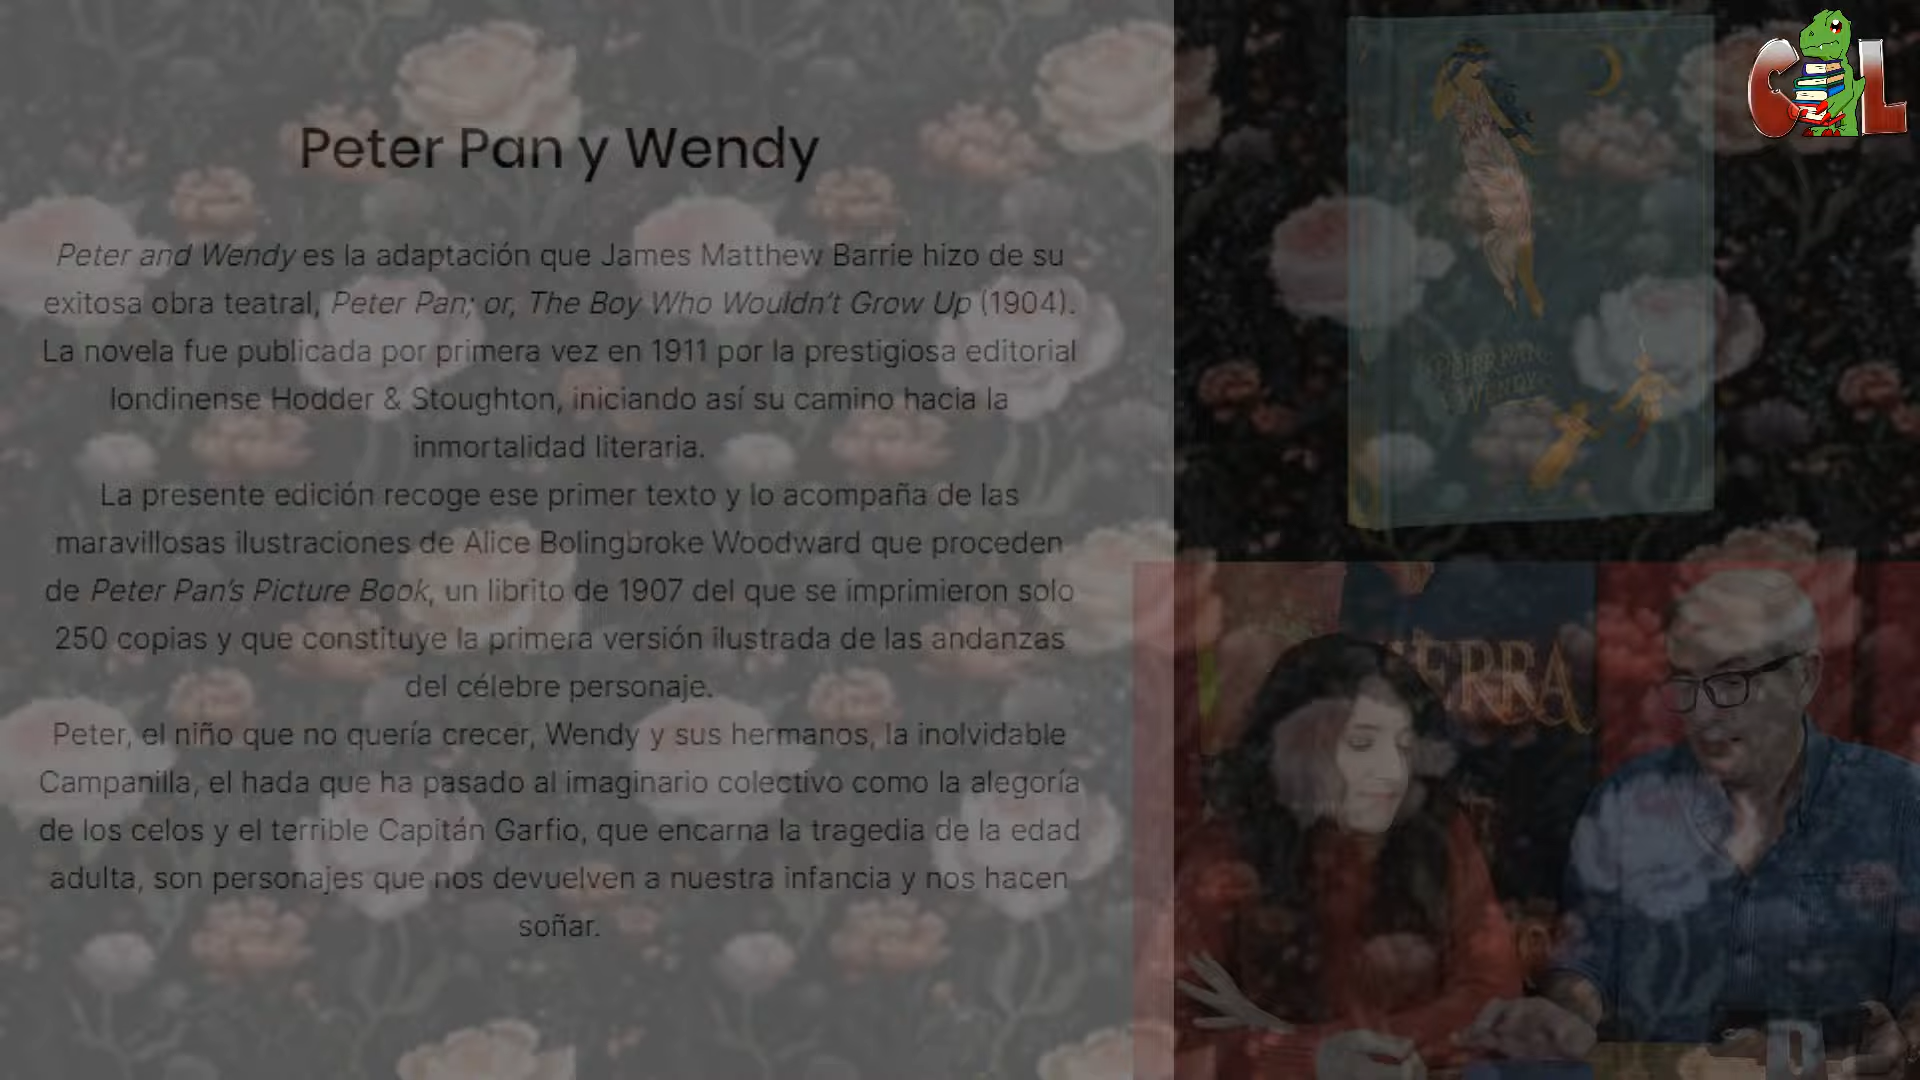 Peter Pan y Wendy
Peter and Wendy es la adaptación que James Matthew Barrie hizo de su
exitosa obra teatral, Peter Pan; or, The Boy Who Wouldn't Grow Up (1904).
La novela fue publicada por primera vez en 1911 por la prestigiosa editorial
londinense Hodder & Stoughton, iniciando así su camino hacia la
inmortalidad literaria.
La presente edición recoge ese primer texto y lo acompaña de las
maravillosas ilustraciones de Alice Bolingbroke Woodward que proceden
de Peter Pan's Picture Book, un librito de 1907 del que se imprimieron solo
250 copias y que constituye la primera versión ilustrada de las andanzas
del célebre personaje.
Peter, el niño que no quería crecer, Wendy y sus hermanos, la inolvidable
Campanilla, el hada que ha pasado al imaginario colectivo como la alegoría
de los celos y el terrible Capitán Garfio, que encarna la tragedia de la edad
adulta, son personajes que nos devuelven a nuestra infancia y nos hacen
soñar.
PETER PAN
Y WENDY
C L
ERRA